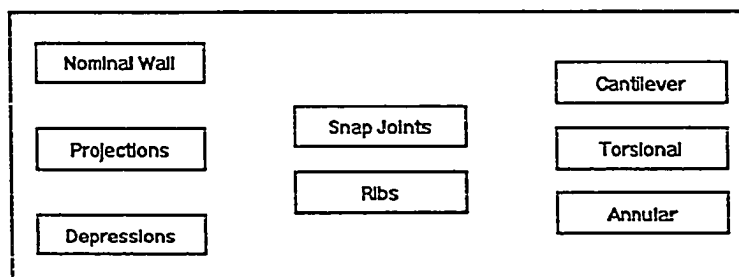 Nominal Wall
Projections
Depressions
Snap Joints
Ribs
Cantilever
Torsional
Annular